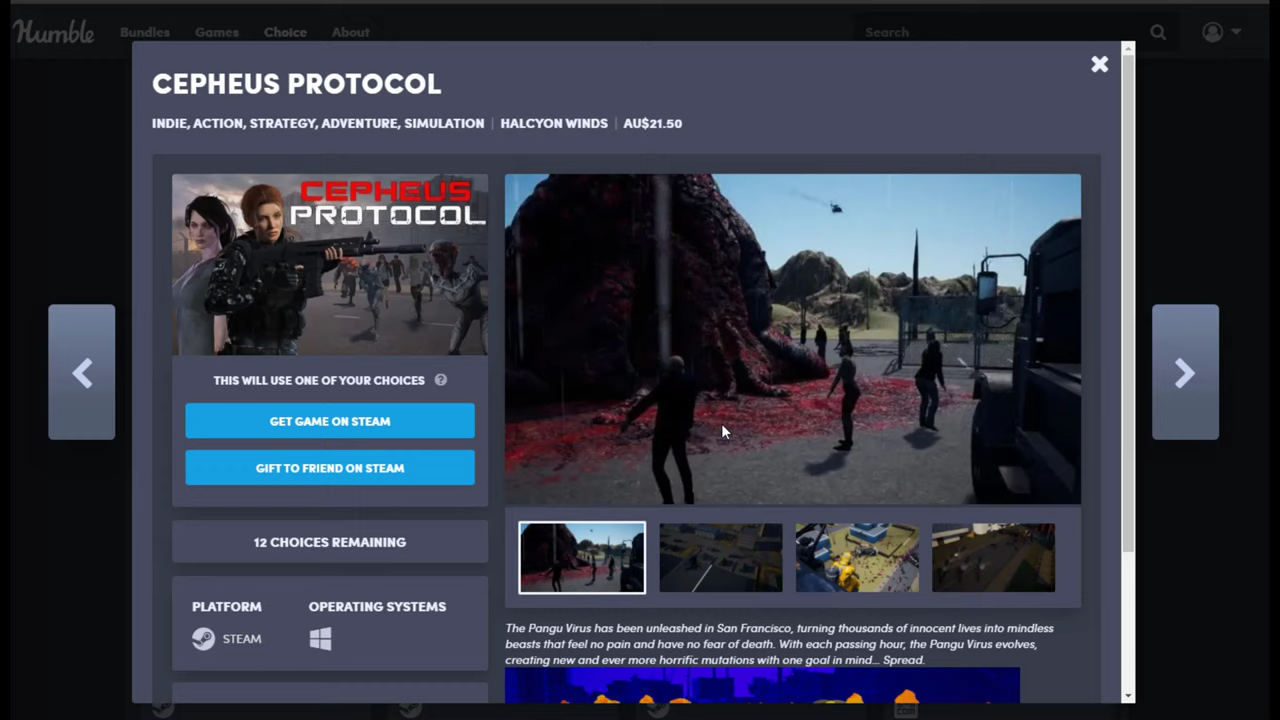 Humble Bundles Games Choice About Search
CEPHEUS PROTOCOL
INDIE, ACTION, STRATEGY, ADVENTURE, SIMULATION | HALCYON WINDS | AU$21.50
CEPHEUS
PROTOCOL
THIS WILL USE ONE OF YOUR CHOICES ?
GET GAME ON STEAM
GIFT TO FRIEND ON STEAM
12 CHOICES REMAINING
PLATFORM OPERATING SYSTEMS
STEAM
The Pangu Virus has been unleashed in San Francisco, turning thousands of innocent lives into mindless
beasts that feel no pain and have no fear of death. With each passing hour, the Pangu Virus evolves,
creating new and ever more horrific mutations with one goal in mind... Spread.